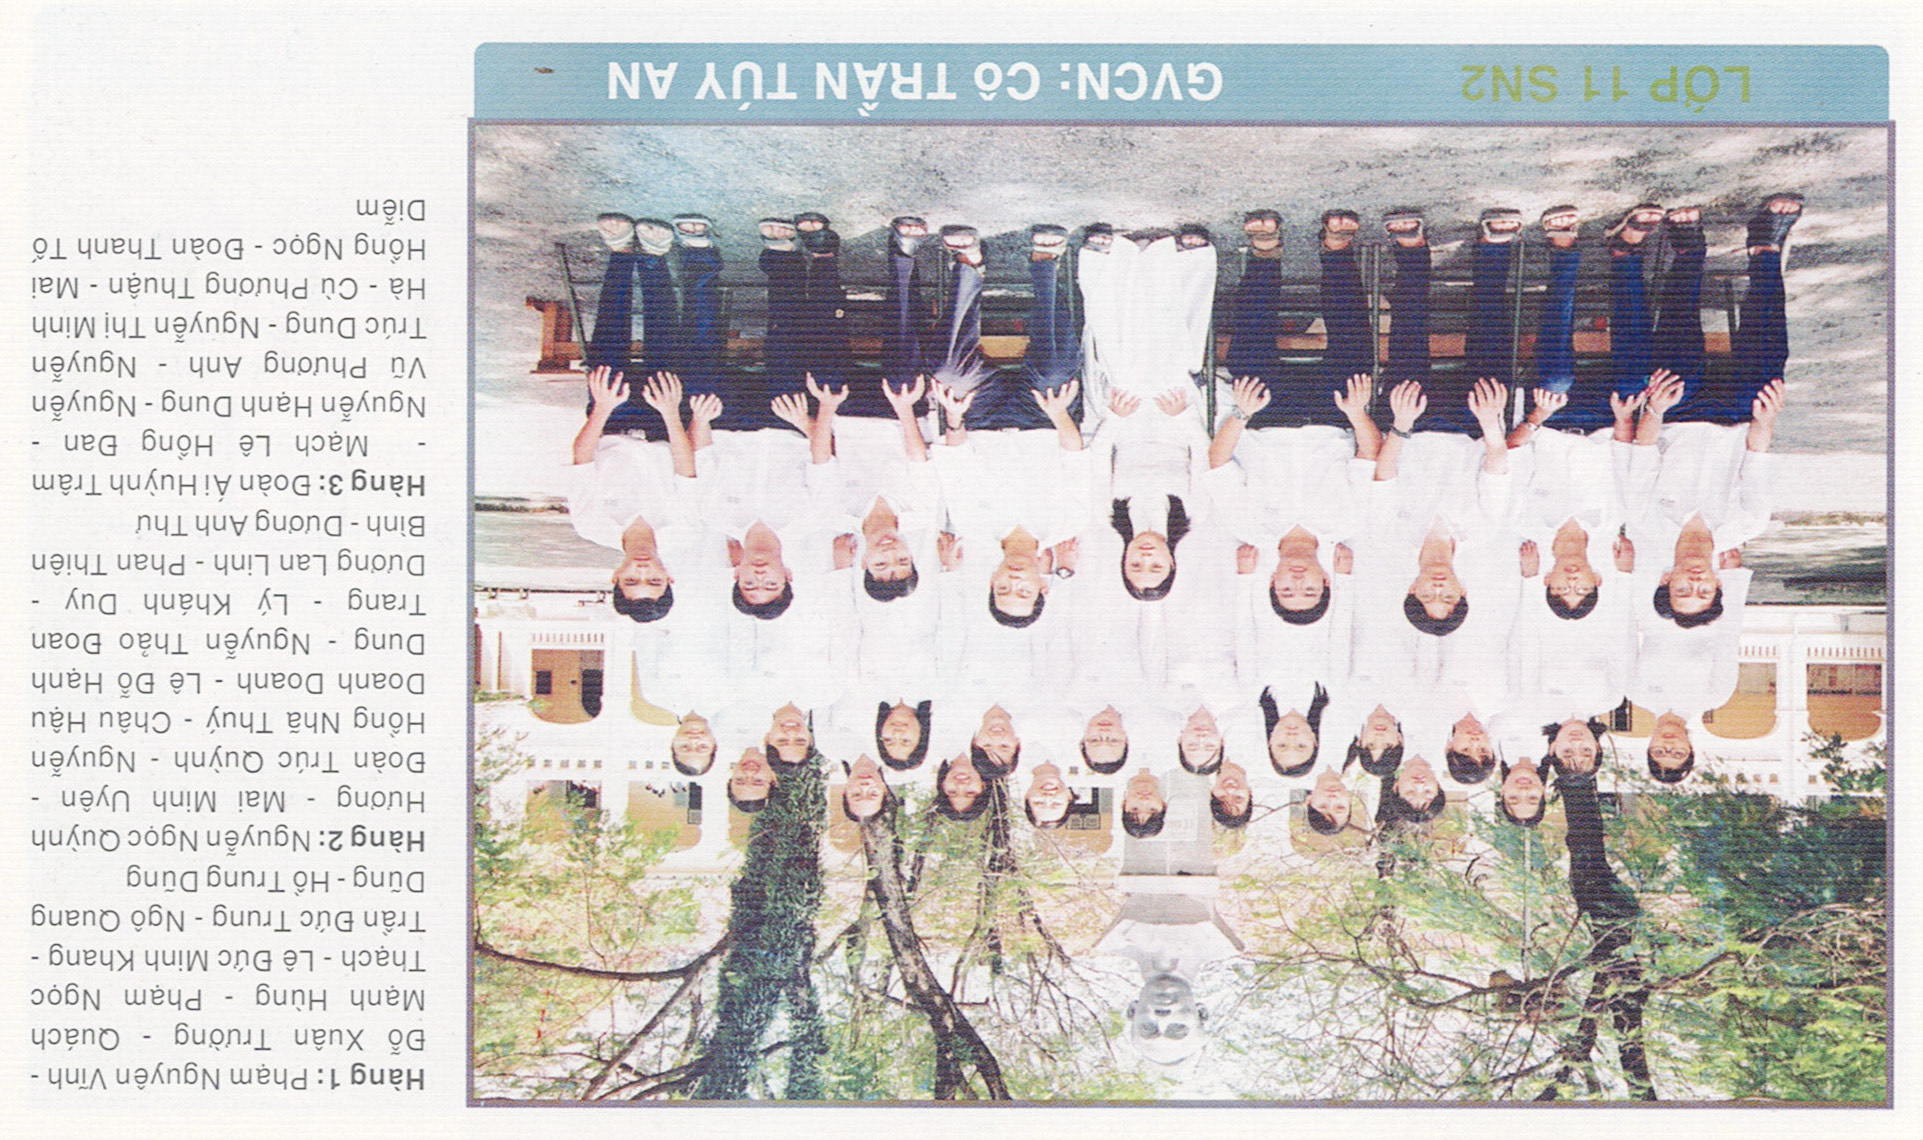 Hàng 1: Phạm Nguyên Vĩnh -
Đỗ Xuân Trường - Quách
Mạnh Hùng - Phạm Ngọc
Thạch - Lê Đức Minh Khang -
Trần Đức Trung - Ngô Quang
Dũng - Hồ Trung Dũng
Hàng 2: Nguyễn Ngọc Quỳnh
Hương - Mai Minh Uyên -
Đoàn Trúc Quỳnh - Nguyễn
Hồng Nhã Thuý - Châu Hậu
Doanh Doanh - Lê Đỗ Hạnh
Dung - Nguyễn Thảo Đoan
Trang - Lý Khánh Duy -
Dương Lan Linh - Phan Thiên
Bình - Dương Anh Thư
Hàng 3: Đoàn Ái Huỳnh Trâm
- Mạch Lê Hồng Đan -
Nguyễn Hạnh Dung - Nguyễn
Vũ Phương Anh - Nguyễn
Trúc Dung - Nguyễn Thị Minh
Hà - Cù Phương Thuận - Mai
Hồng Ngọc - Đoàn Thanh Tố
Diễm
LỚP 11 SN2
GVCN: Cô TRẦN TÚY AN